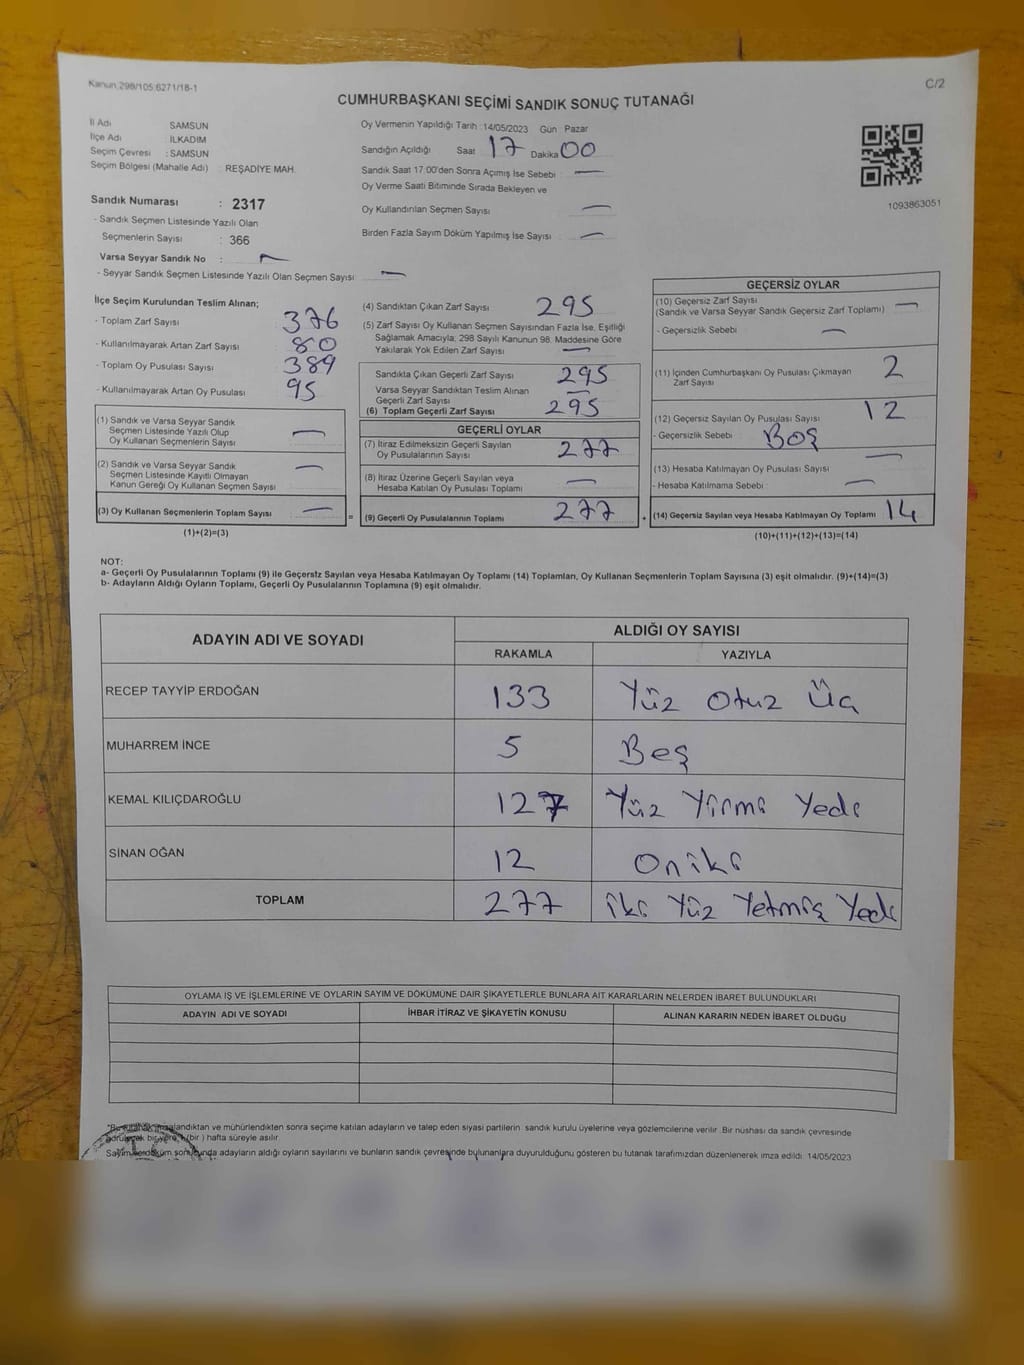 Kanun 298/105 6271/18-1
C/2
CUMHURBAŞKANI SEÇİMİ SANDIK SONUÇ TUTANAĞI
İl Adı SAMSUN
İlçe Adı İLKADIM
Seçim Çevresi : SAMSUN
Seçim Bölgesi (Mahalle Adı) : REŞADİYE MAH.
Sandık Numarası : 2317
- Sandık Seçmen Listesinde Yazılı Olan
Seçmenlerin Sayısı : 366
Varsa Seyyar Sandık No : —
- Seyyar Sandık Seçmen Listesinde Yazılı Olan Seçmen Sayısı —
Oy Vermenin Yapıldığı Tarih :14/05/2023 Gün Pazar
Sandığın Açıldığı Saat 17 Dakika 00
Sandık Saat 17:00'den Sonra Açımış İse Sebebi : —
Oy Verme Saati Bitiminde Sırada Bekleyen ve
Oy Kullandırılan Seçmen Sayısı —
Birden Fazla Sayım Döküm Yapılmış İse Sayısı : —
1093863051
İlçe Seçim Kurulundan Teslim Alınan;
- Toplam Zarf Sayısı 376
- Kullanılmayarak Artan Zarf Sayısı 80
- Toplam Oy Pusulası Sayısı 389
- Kullanılmayarak Artan Oy Pusulası 95
(1) Sandık ve Varsa Seyyar Sandık
Seçmen Listesinde Yazılı Olup
Oy Kullanan Seçmenlerin Sayısı —
(2) Sandık ve Varsa Seyyar Sandık
Seçmen Listesinde Kayıtlı Olmayan
Kanun Gereği Oy Kullanan Seçmen Sayısı —
(3) Oy Kullanan Seçmenlerin Toplam Sayısı — =
(1)+(2)=(3)
(4) Sandıktan Çıkan Zarf Sayısı 295
(5) Zarf Sayısı Oy Kullanan Seçmen Sayısından Fazla İse, Eşitliği
Sağlamak Amacıyla; 298 Sayılı Kanunun 98. Maddesine Göre
Yakılarak Yok Edilen Zarf Sayısı —
Sandıkla Çıkan Geçerli Zarf Sayısı 295
Varsa Seyyar Sandıktan Teslim Alınan
Geçerli Zarf Sayısı —
(6) Toplam Geçerli Zarf Sayısı 295
GEÇERLİ OYLAR
(7) İtiraz Edilmeksizin Geçerli Sayılan
Oy Pusulalarının Sayısı 277
(8) İtiraz Üzerine Geçerli Sayılan veya
Hesaba Katılan Oy Pusulası Toplamı —
(9) Geçerli Oy Pusulalarının Toplamı 277 +
GEÇERSİZ OYLAR
(10) Geçersiz Zarf Sayısı
(Sandık ve Varsa Seyyar Sandık Geçersiz Zarf Toplamı) —
- Geçersizlik Sebebi —
(11) İçinden Cumhurbaşkanı Oy Pusulası Çıkmayan
Zarf Sayısı 2
(12) Geçersiz Sayılan Oy Pusulası Sayısı 12
- Geçersizlik Sebebi Boş
(13) Hesaba Katılmayan Oy Pusulası Sayısı —
- Hesaba Katılmama Sebebi : —
(14) Geçersiz Sayılan veya Hesaba Katılmayan Oy Toplamı 14
(10)+(11)+(12)+(13)=(14)
NOT:
a- Geçerli Oy Pusulalarının Toplamı (9) ile Geçersiz Sayılan veya Hesaba Katılmayan Oy Toplamı (14) Toplamları, Oy Kullanan Seçmenlerin Toplam Sayısına (3) eşit olmalıdır. (9)+(14)=(3)
b- Adayların Aldığı Oyların Toplamı, Geçerli Oy Pusulalarının Toplamına (9) eşit olmalıdır.
ADAYIN ADI VE SOYADI
ALDIĞI OY SAYISI
RAKAMLA YAZIYLA
RECEP TAYYİP ERDOĞAN 133 Yüz Otuz Üç
MUHARREM İNCE 5 Beş
KEMAL KILIÇDAROĞLU 127 Yüz Yirmi Yedi
SİNAN OĞAN 12 Oniki
TOPLAM 277 iki Yüz Yetmiş Yedi
OYLAMA İŞ VE İŞLEMLERİNE VE OYLARIN SAYIM VE DÖKÜMÜNE DAİR ŞİKAYETLERLE BUNLARA AİT KARARLARIN NELERDEN İBARET BULUNDUKLARI
ADAYIN ADI VE SOYADI İHBAR İTİRAZ VE ŞİKAYETİN KONUSU ALINAN KARARIN NEDEN İBARET OLDUĞU
ve mühürlendikten sonra seçime katılan adayların ve talep eden siyasi partilerin sandık kurulu üyelerine veya gözlemcilerine verilir. Bir nüshası da sandık çevresinde
(bir ) hafta süreyle asılır.
adayların aldığı oyların sayılarını ve bunların sandık çevresinde bulunanlara duyurulduğunu gösteren bu tutanak tarafımızdan düzenlenerek imza edildi. 14/05/2023